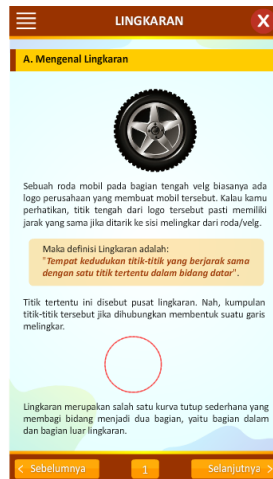 LINGKARAN
X
A. Mengenal Lingkaran
Sebuah roda mobil pada bagian tengah velg biasanya ada
logo perusahaan yang membuat mobil tersebut. Kalau kamu
perhatikan, titik tengah dari logo tersebut pasti memiliki
jarak yang sama jika ditarik ke sisi melingkar dari roda/velg.
Maka definisi Lingkaran adalah:
"Tempat kedudukan titik-titik yang berjarak sama
dengan satu titik tertentu dalam bidang datar".
Titik tertentu ini disebut pusat lingkaran. Nah, kumpulan
titik-titik tersebut jika dihubungkan membentuk suatu garis
melingkar.
Lingkaran merupakan salah satu kurva tutup sederhana yang
membagi bidang menjadi dua bagian, yaitu bagian dalam
dan bagian luar lingkaran.
< Sebelumnya
1
Selanjutnya >